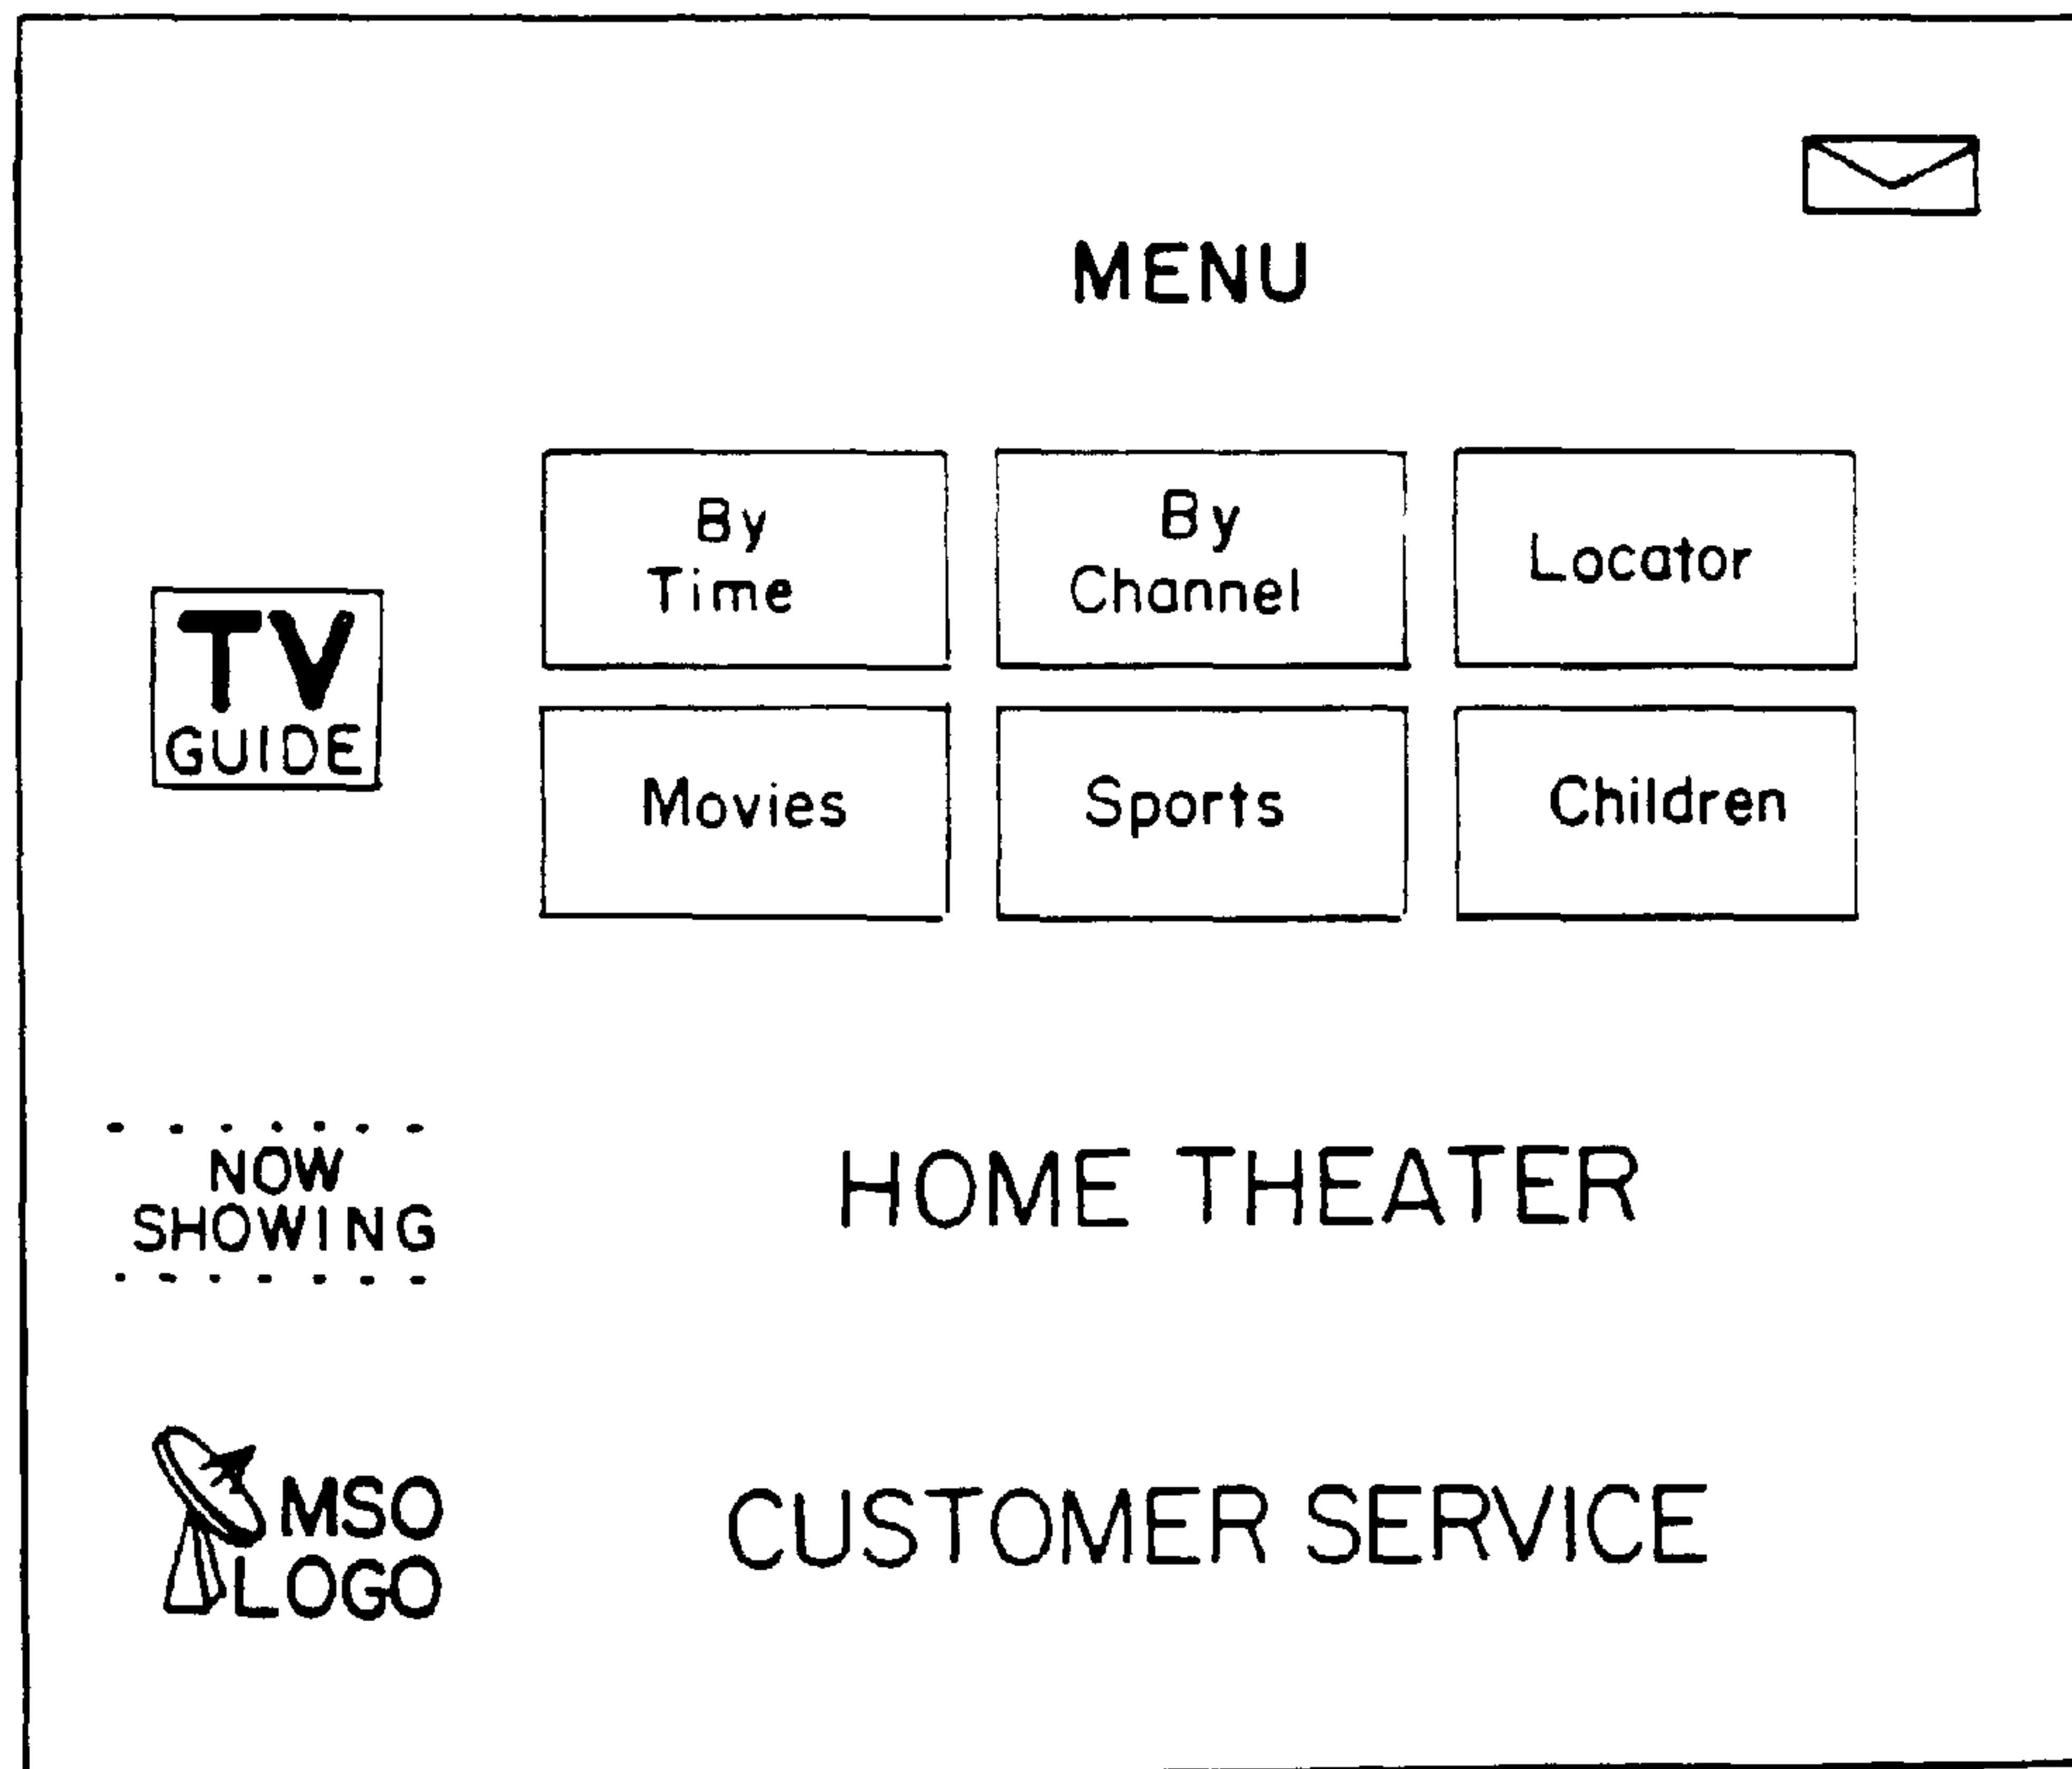 MENU
By
Time
By
Channel
Locator
TV
GUIDE
Movies
Sports
Children
NOW
SHOWING
HOME THEATER
MSO
LOGO
CUSTOMER SERVICE